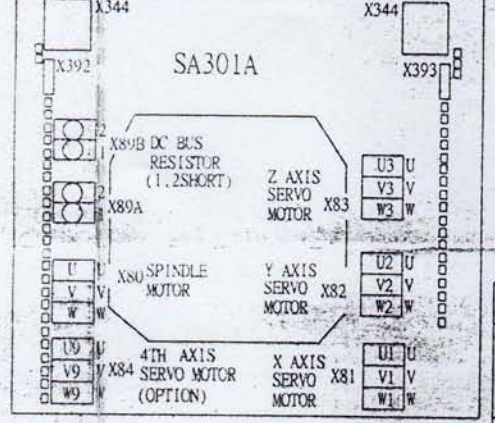 X344
X344
X392
SA301A
X393
2
1
X89B DC BUS
RESISTOR
(1,2SHORT)
2
X89A
Z AXIS
SERVO
MOTOR
X83
U3 U
V3 V
W3 W
U U
V V
W W
X80 SPINDLE
MOTOR
Y AXIS
SERVO
MOTOR
X82
U2 U
V2 V
W2 W
U9 U
V9 V
W9 W
X84 4TH AXIS
SERVO MOTOR
(OPTION)
X AXIS
SERVO
MOTOR
X81
U1 U
V1 V
W1 W